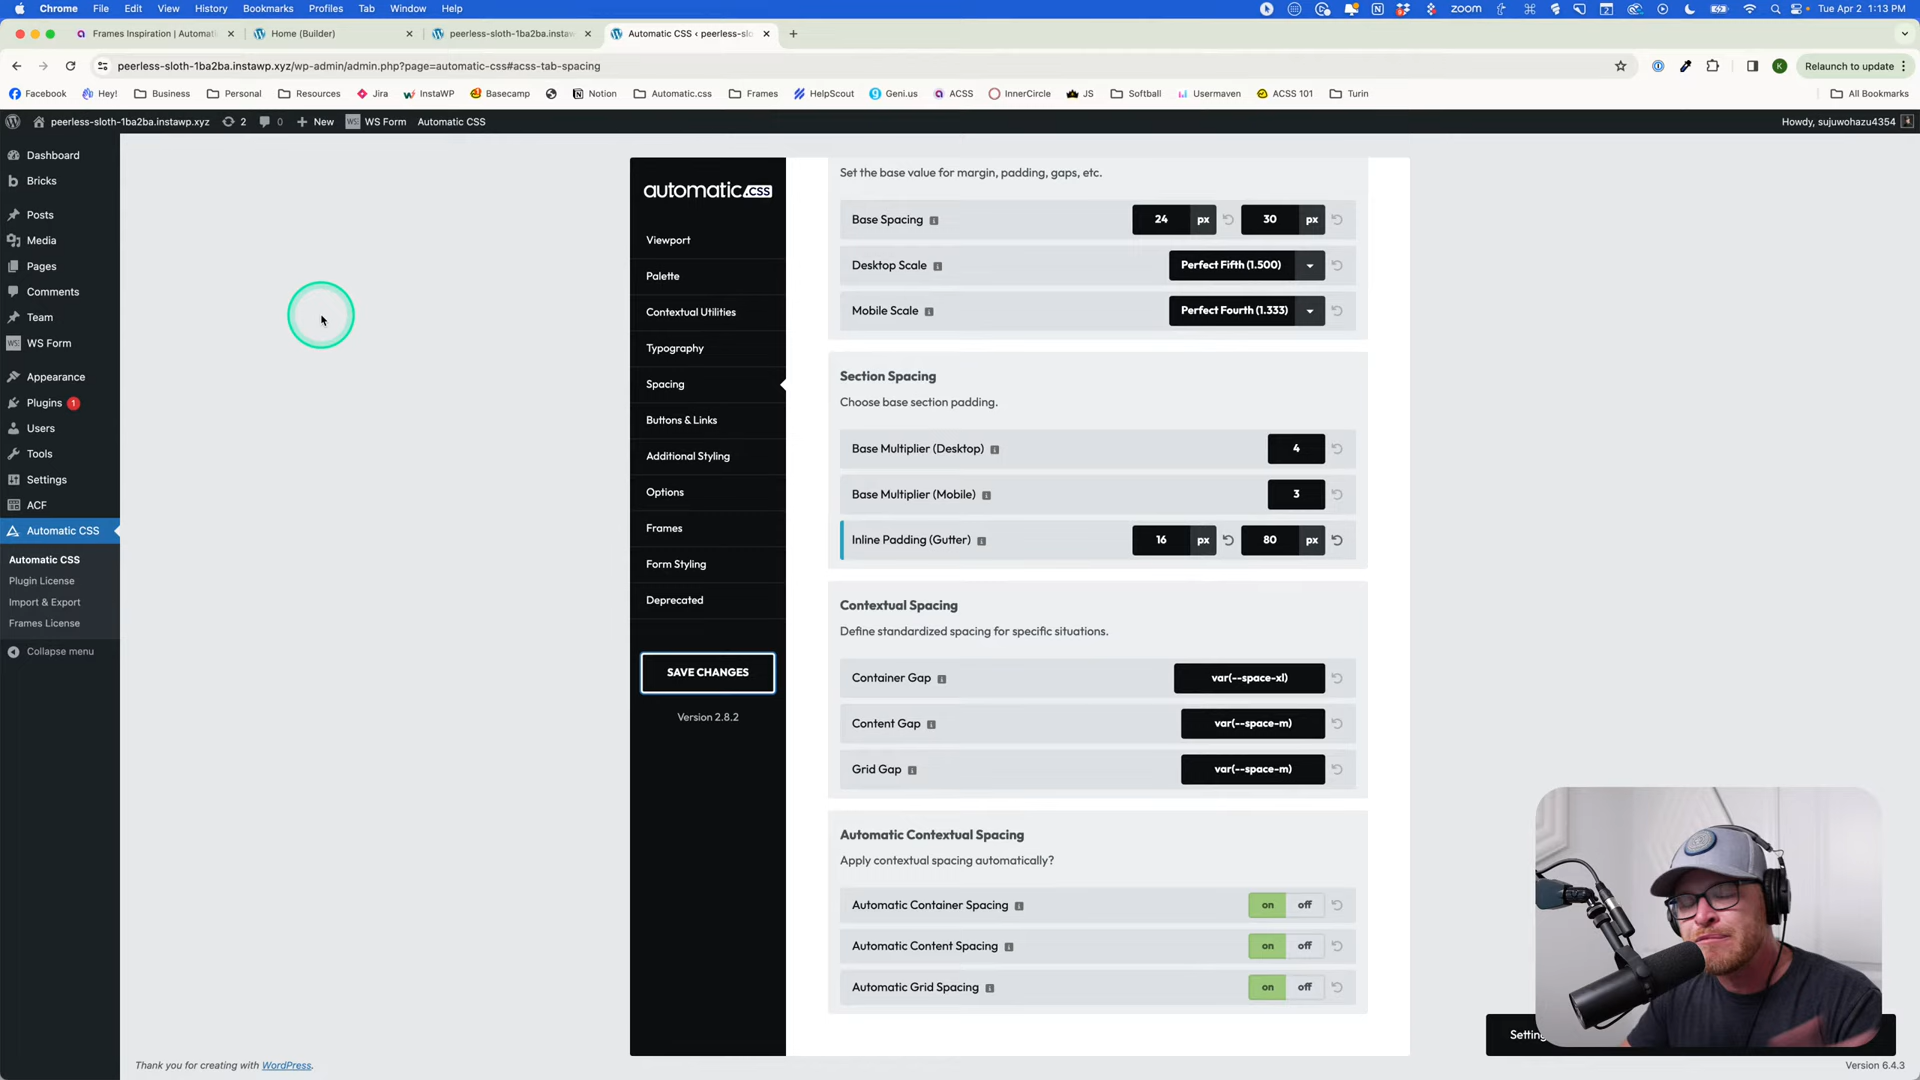 Chrome File Edit View History Bookmarks Profiles Tab Window Help zoom Tue Apr 2 1:13 PM
Frames Inspiration | Automati Home (Builder) peerless-sloth-1ba2ba.instaw Automatic CSS ‹ peerless-slo
peerless-sloth-1ba2ba.instawp.xyz/wp-admin/admin.php?page=automatic-css#acss-tab-spacing K Relaunch to update
Facebook Hey! Business Personal Resources Jira InstaWP Basecamp Notion Automatic.css Frames HelpScout Geni.us ACSS InnerCircle JS Softball Usermaven ACSS 101 Turin All Bookmarks
peerless-sloth-1ba2ba.instawp.xyz 2 0 New WS Form Automatic CSS Howdy, sujuwohazu4354
Dashboard
Bricks
Posts
Media
Pages
Comments
Team
WS Form
Appearance
Plugins 1
Users
Tools
Settings
ACF
Automatic CSS
Automatic CSS
Plugin License
Import & Export
Frames License
Collapse menu
automatic.css
Viewport
Palette
Contextual Utilities
Typography
Spacing
Buttons & Links
Additional Styling
Options
Frames
Form Styling
Deprecated
SAVE CHANGES
Version 2.8.2
Set the base value for margin, padding, gaps, etc.
Base Spacing 24 px 30 px
Desktop Scale Perfect Fifth (1.500)
Mobile Scale Perfect Fourth (1.333)
Section Spacing
Choose base section padding.
Base Multiplier (Desktop) 4
Base Multiplier (Mobile) 3
Inline Padding (Gutter) 16 px 80 px
Contextual Spacing
Define standardized spacing for specific situations.
Container Gap var(--space-xl)
Content Gap var(--space-m)
Grid Gap var(--space-m)
Automatic Contextual Spacing
Apply contextual spacing automatically?
Automatic Container Spacing on off
Automatic Content Spacing on off
Automatic Grid Spacing on off
Setting
Thank you for creating with WordPress.
Version 6.4.3